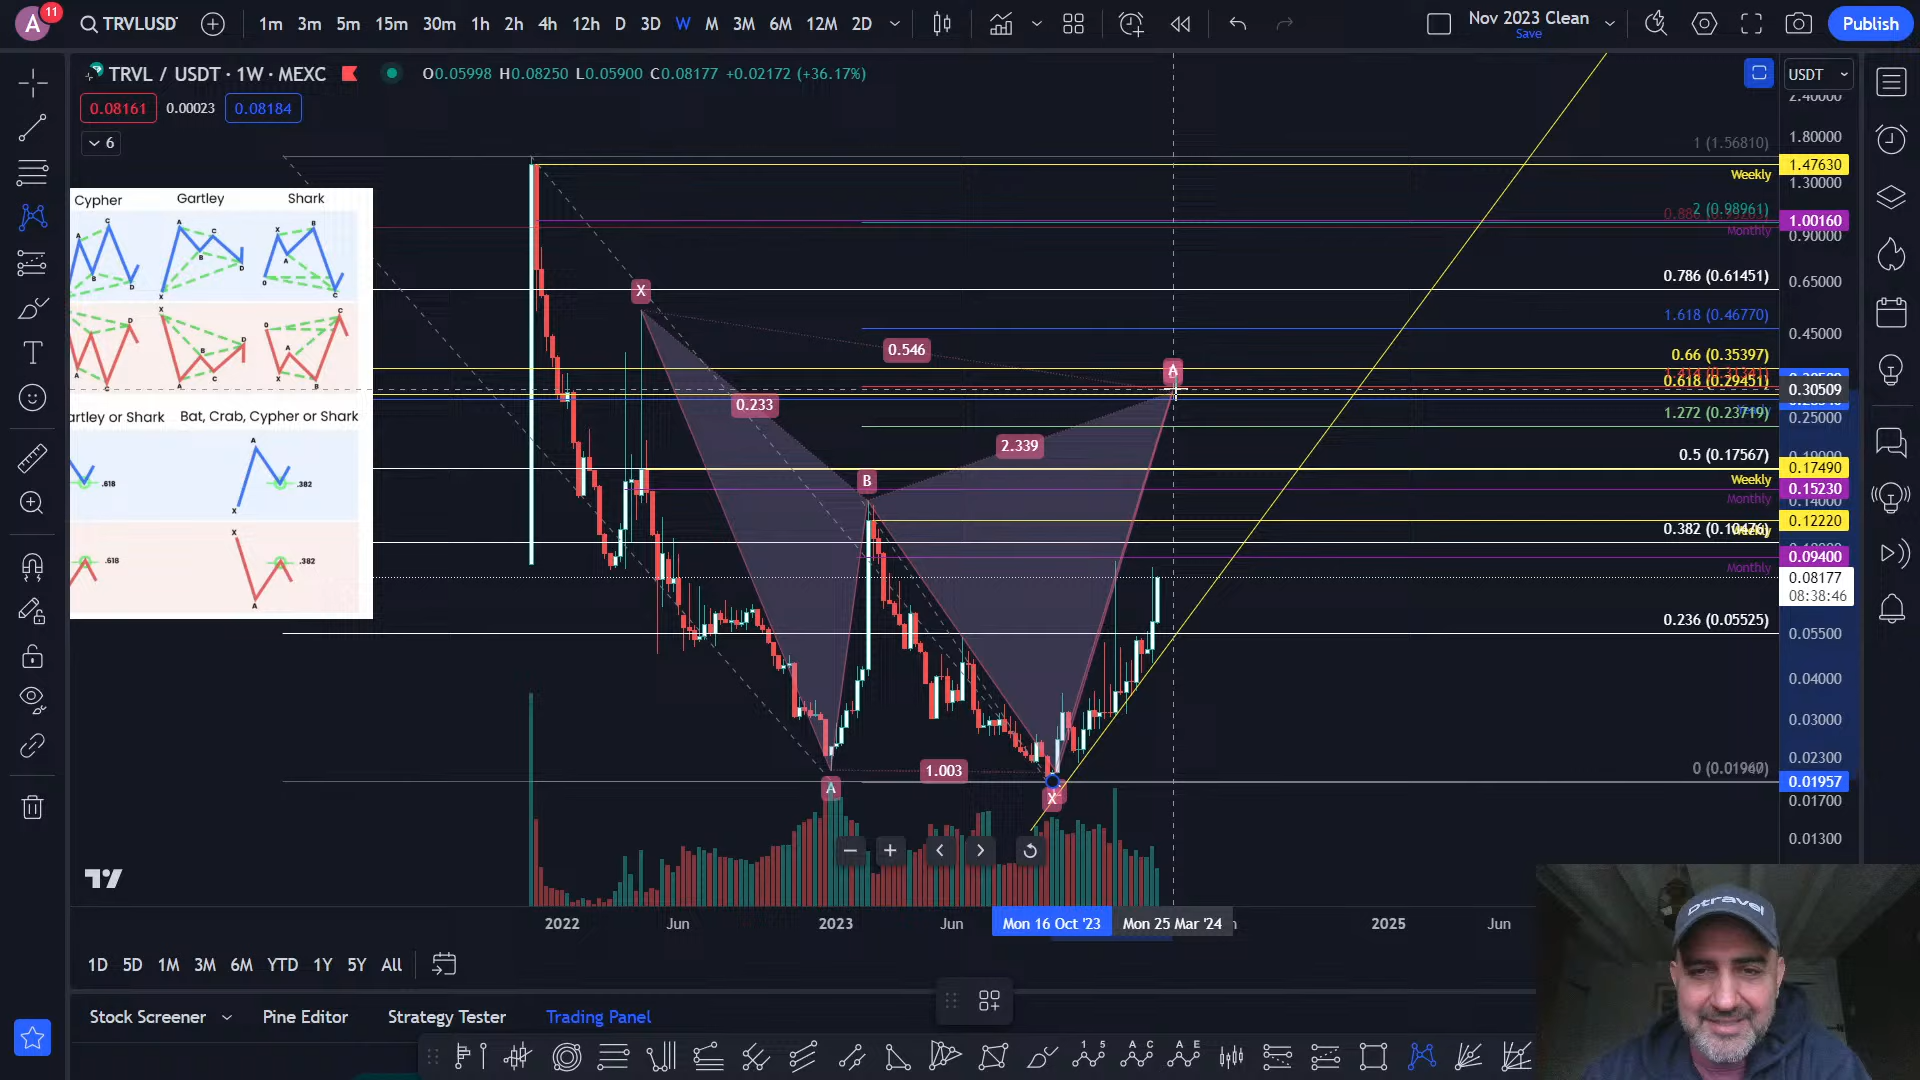 A
11
TRVLUSDT
1m 3m 5m 15m 30m 1h 2h 4h 12h D 3D W M 3M 6M 12M 2D
Nov 2023 Clean
Save
Publish
TRVL / USDT · 1W · MEXC
O0.05998 H0.08250 L0.05900 C0.08177 +0.02172 (+36.17%)
0.08161
0.00023
0.08184
6
USDT
2.40000
1.80000
1 (1.56810)
1.47630
Weekly
1.30000
2 (0.98961)
1.00160
Monthly
0.90000
0.786 (0.61451)
0.65000
1.618 (0.46770)
0.45000
0.66 (0.35397)
0.618 (0.29451)
0.30509
1.272 (0.23719)
0.25000
0.5 (0.17567)
0.17490
Weekly
0.15230
Monthly
0.14000
0.12220
0.382 (0.10476)
0.09400
Monthly
0.08177
08:38:46
0.236 (0.05525)
0.05500
0.04000
0.03000
0.02300
0.01957
0.01700
0.01300
Cypher Gartley Shark
artley or Shark
Bat, Crab, Cypher or Shark
.618
.382
.618
.382
X
0.546
A
0.233
2.339
B
1.003
A
X
2022 Jun 2023 Jun Mon 16 Oct '23 Mon 25 Mar '24 2025 Jun
1D 5D 1M 3M 6M YTD 1Y 5Y All
Stock Screener Pine Editor Strategy Tester Trading Panel
Dtravel